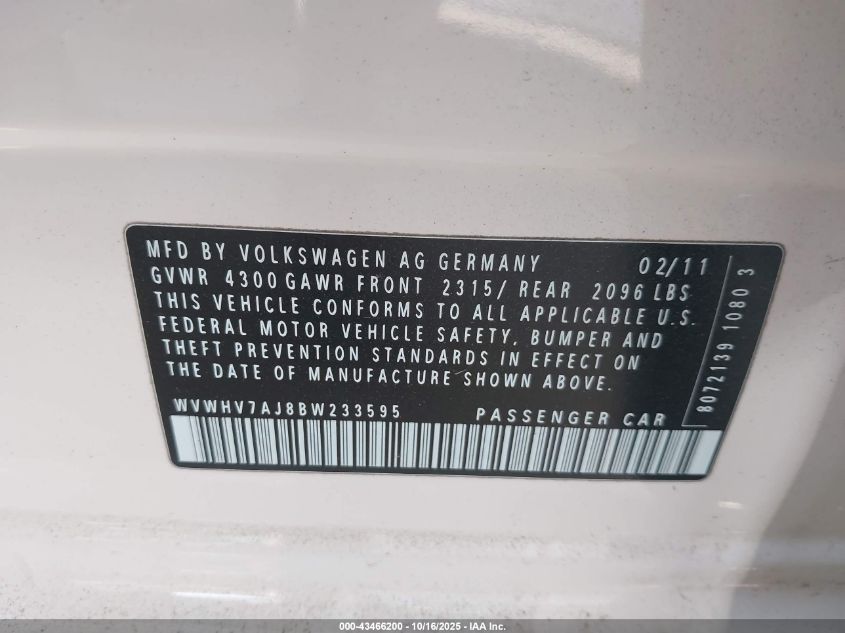 MFD BY VOLKSWAGEN AG GERMANY 02/11
GVWR 4300 GAWR FRONT 2315/ REAR 2096 LBS
THIS VEHICLE CONFORMS TO ALL APPLICABLE U.S.
FEDERAL MOTOR VEHICLE SAFETY, BUMPER AND
THEFT PREVENTION STANDARDS IN EFFECT ON
THE DATE OF MANUFACTURE SHOWN ABOVE.
WVWHV7AJ8BW233595 PASSENGER CAR
8072139 1080 3
000-43466200 - 10/16/2025 - IAA Inc.